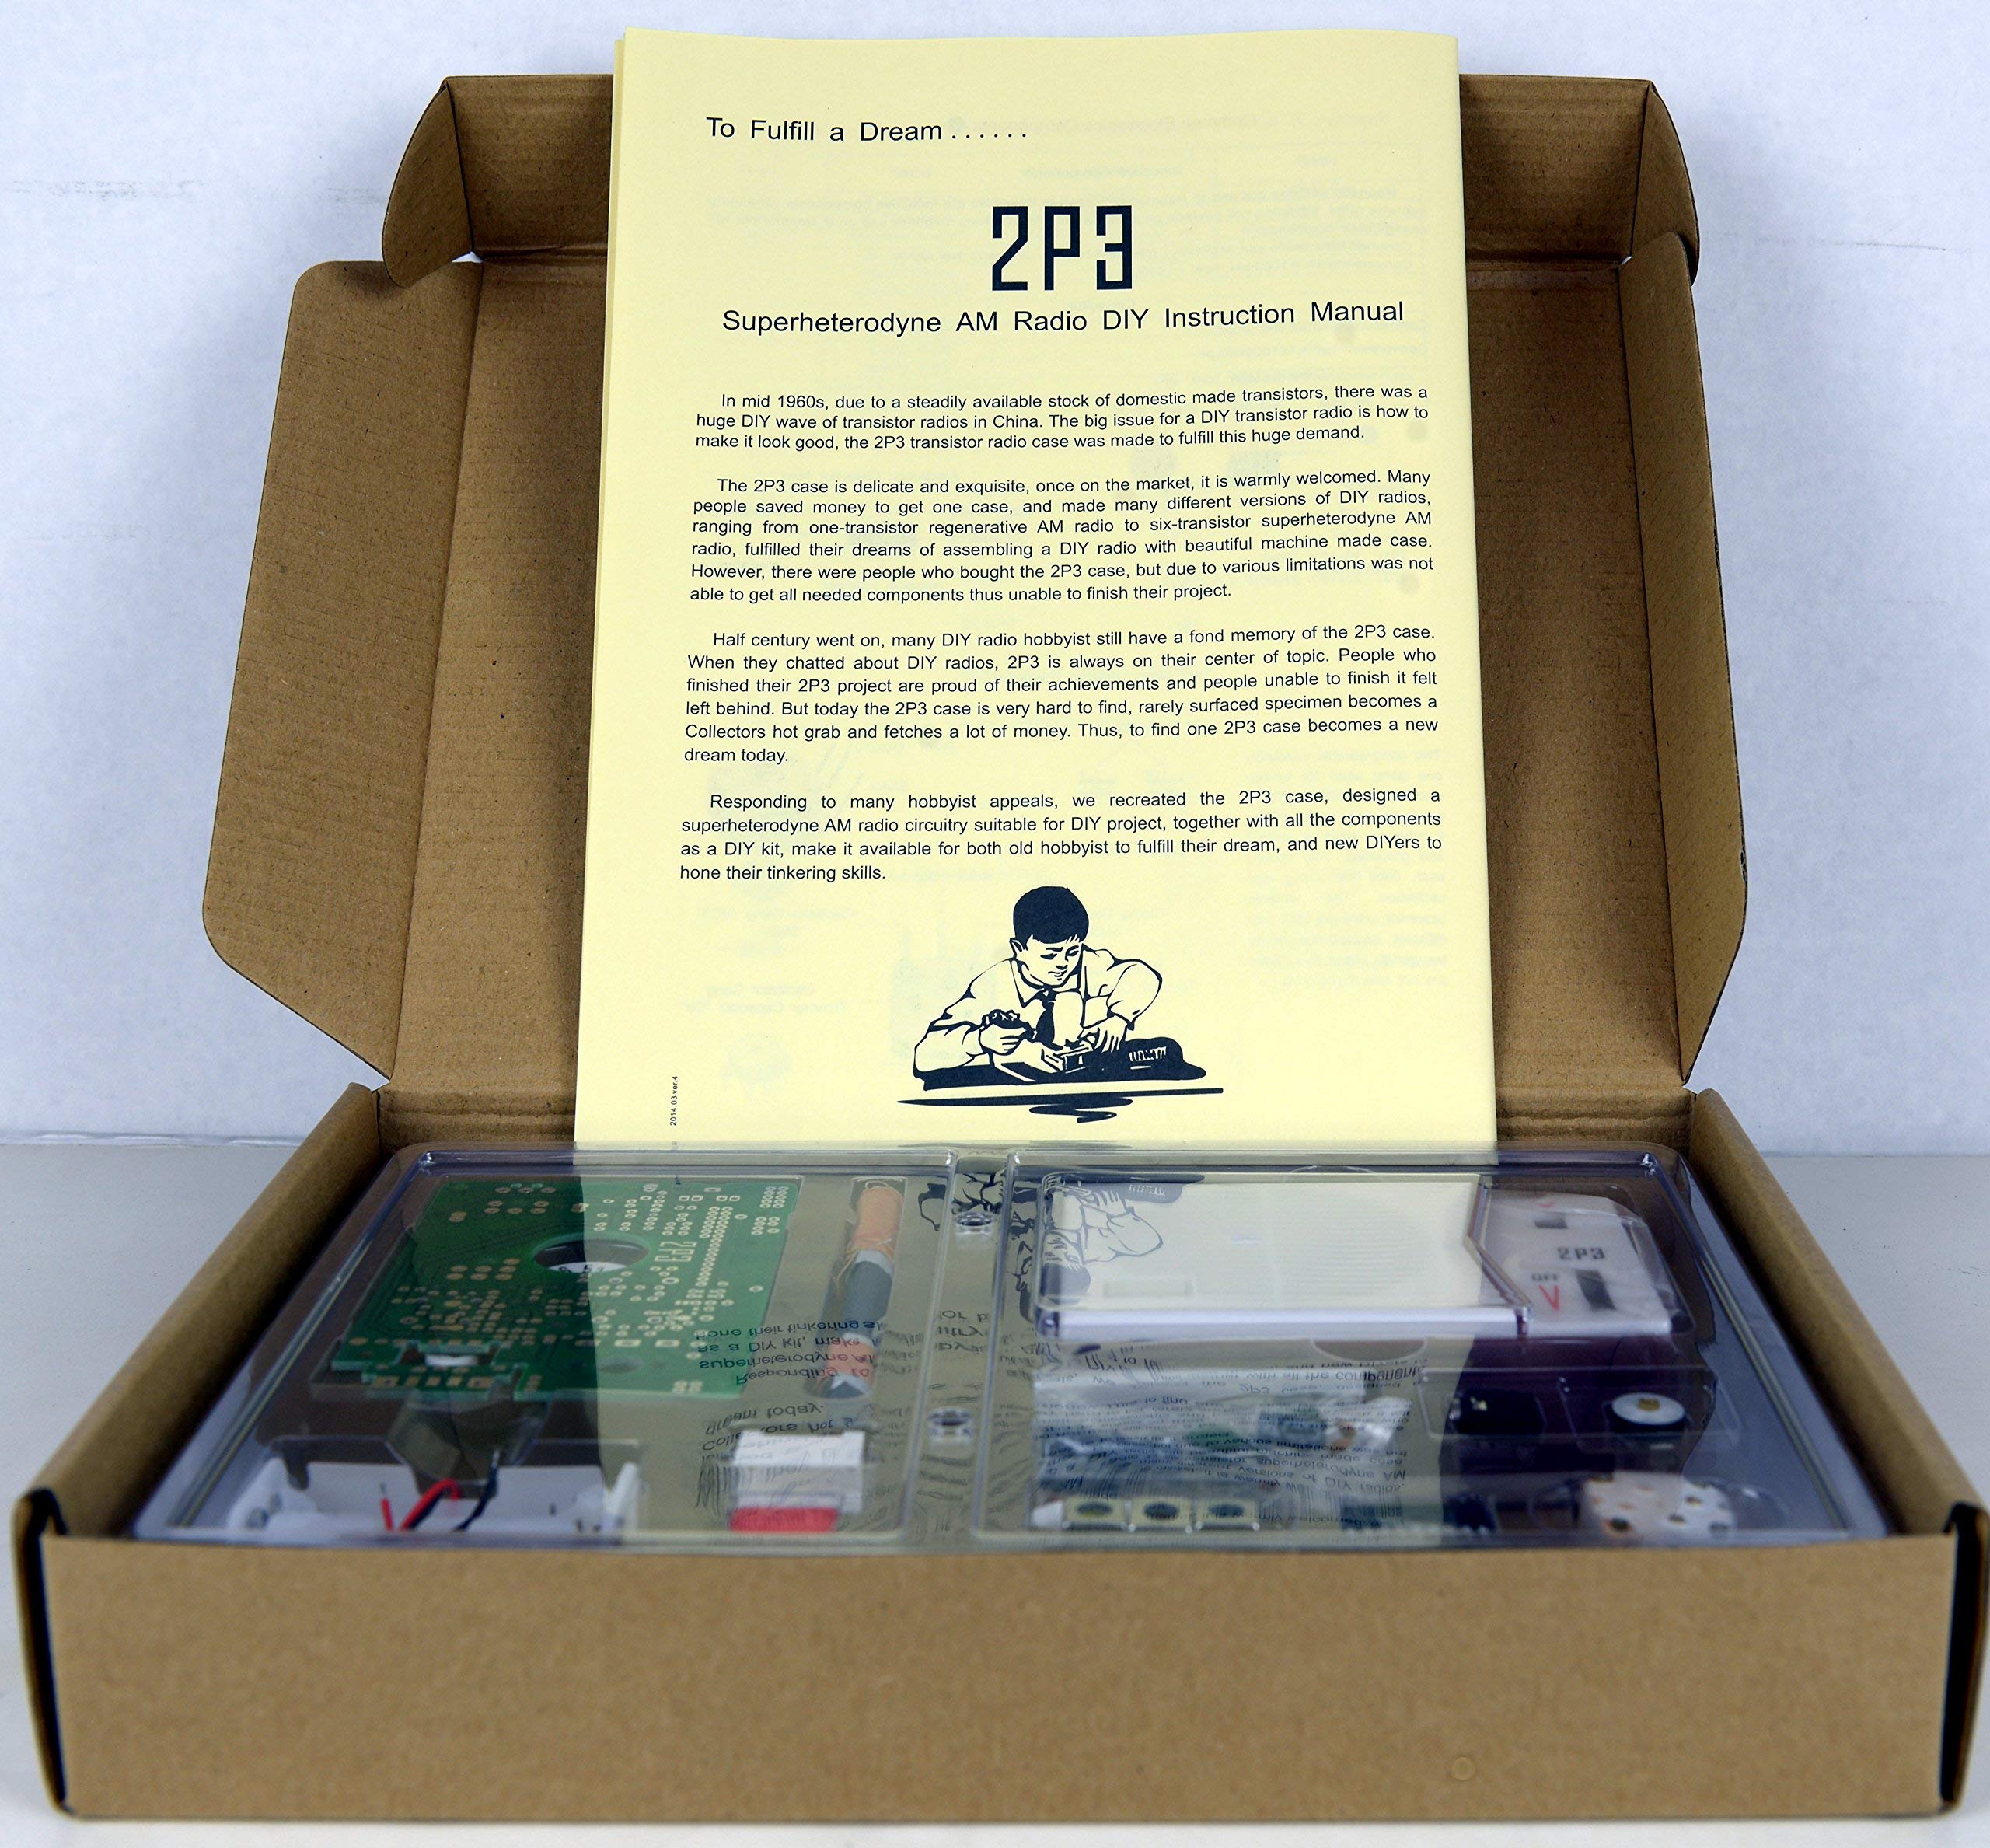 To Fulfill a Dream ......
2P3
Superheterodyne AM Radio DIY Instruction Manual
In mid 1960s, due to a steadily available stock of domestic made transistors, there was a
huge DIY wave of transistor radios in China. The big issue for a DIY transistor radio is how to
make it look good, the 2P3 transistor radio case was made to fulfill this huge demand.
The 2P3 case is delicate and exquisite, once on the market, it is warmly welcomed. Many
people saved money to get one case, and made many different versions of DIY radios,
ranging from one-transistor regenerative AM radio to six-transistor superheterodyne AM
radio, fulfilled their dreams of assembling a DIY radio with beautiful machine made case.
However, there were people who bought the 2P3 case, but due to various limitations was not
able to get all needed components thus unable to finish their project.
Half century went on, many DIY radio hobbyist still have a fond memory of the 2P3 case.
When they chatted about DIY radios, 2P3 is always on their center of topic. People who
finished their 2P3 project are proud of their achievements and people unable to finish it felt
left behind. But today the 2P3 case is very hard to find, rarely surfaced specimen becomes a
Collectors hot grab and fetches a lot of money. Thus, to find one 2P3 case becomes a new
dream today.
Responding to many hobbyist appeals, we recreated the 2P3 case, designed a
superheterodyne AM radio circuitry suitable for DIY project, together with all the components
as a DIY kit, make it available for both old hobbyist to fulfill their dream, and new DIYers to
hone their tinkering skills.
2014.03 ver.4
2P3
2P3
OFF